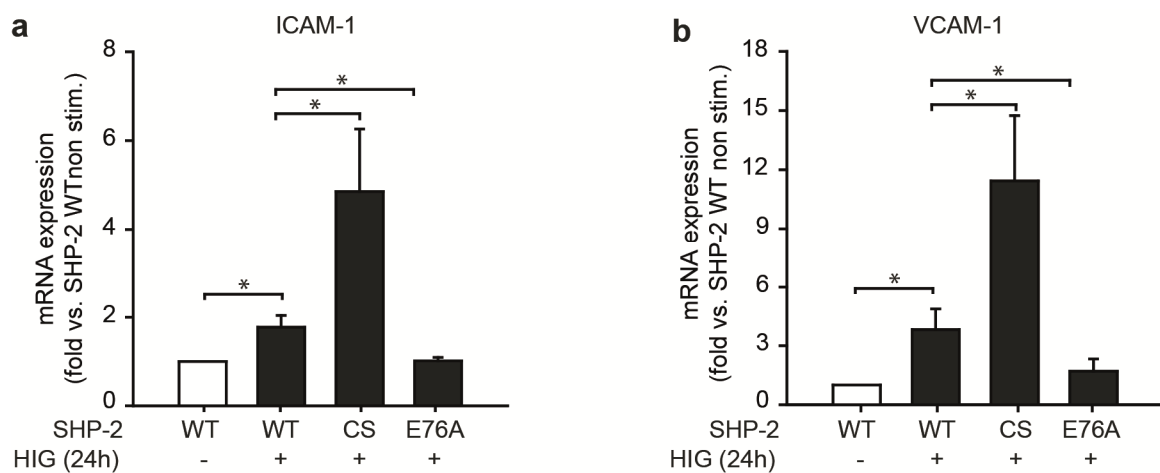 a
ICAM-1
mRNA expression
(fold vs. SHP-2 WTnon stim.)
8
6
4
2
0
*
*
*
SHP-2 WT WT CS E76A
HIG (24h) - + + +
b
VCAM-1
mRNA expression
(fold vs. SHP-2 WT non stim.)
18
15
12
9
6
3
0
*
*
*
SHP-2 WT WT CS E76A
HIG (24h) - + + +